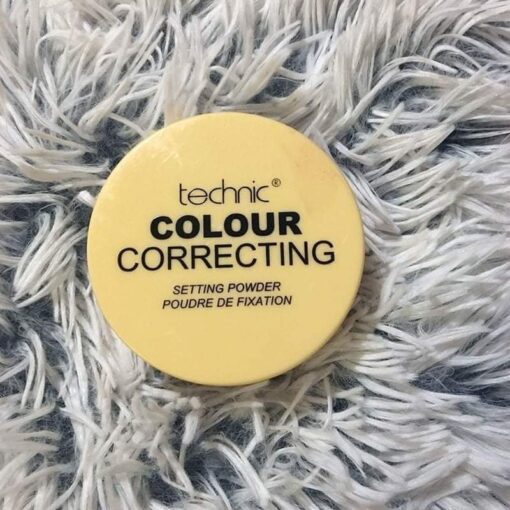 technic®
COLOUR
CORRECTING
SETTING POWDER
POUDRE DE FIXATION